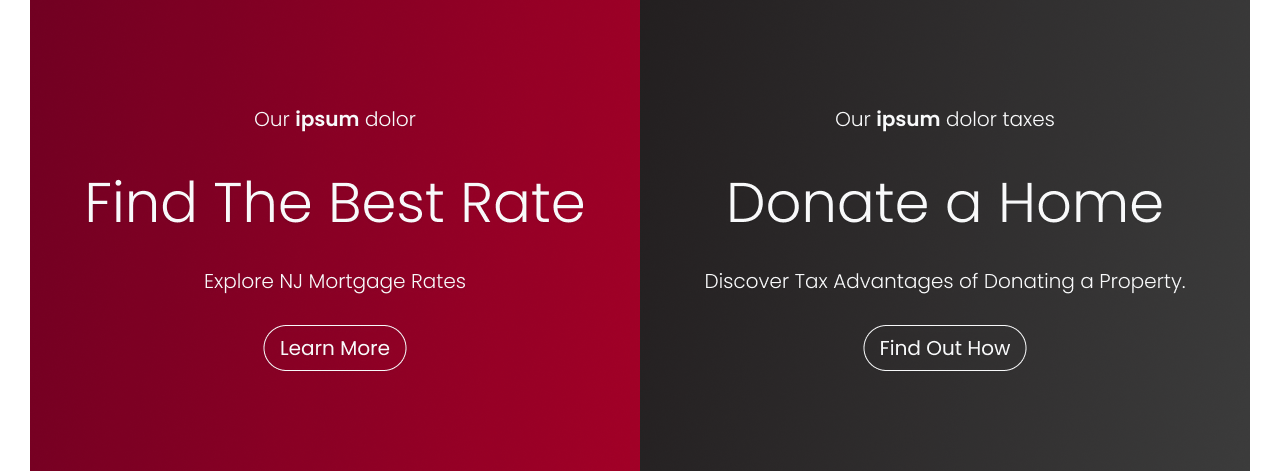 Our ipsum dolor
Find The Best Rate
Explore NJ Mortgage Rates
Learn More
Our ipsum dolor taxes
Donate a Home
Discover Tax Advantages of Donating a Property.
Find Out How